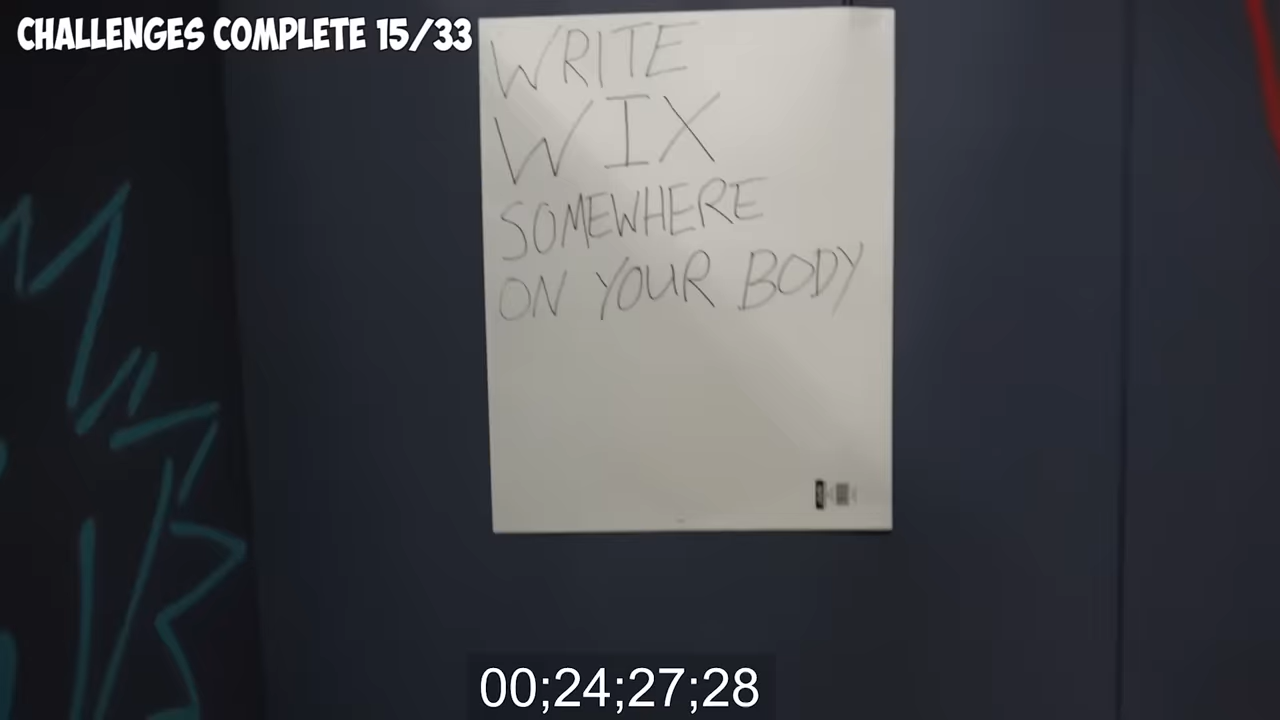 CHALLENGES COMPLETE 15/33
WRITE
WIX
SOMEWHERE
ON YOUR BODY
00;24;27;28